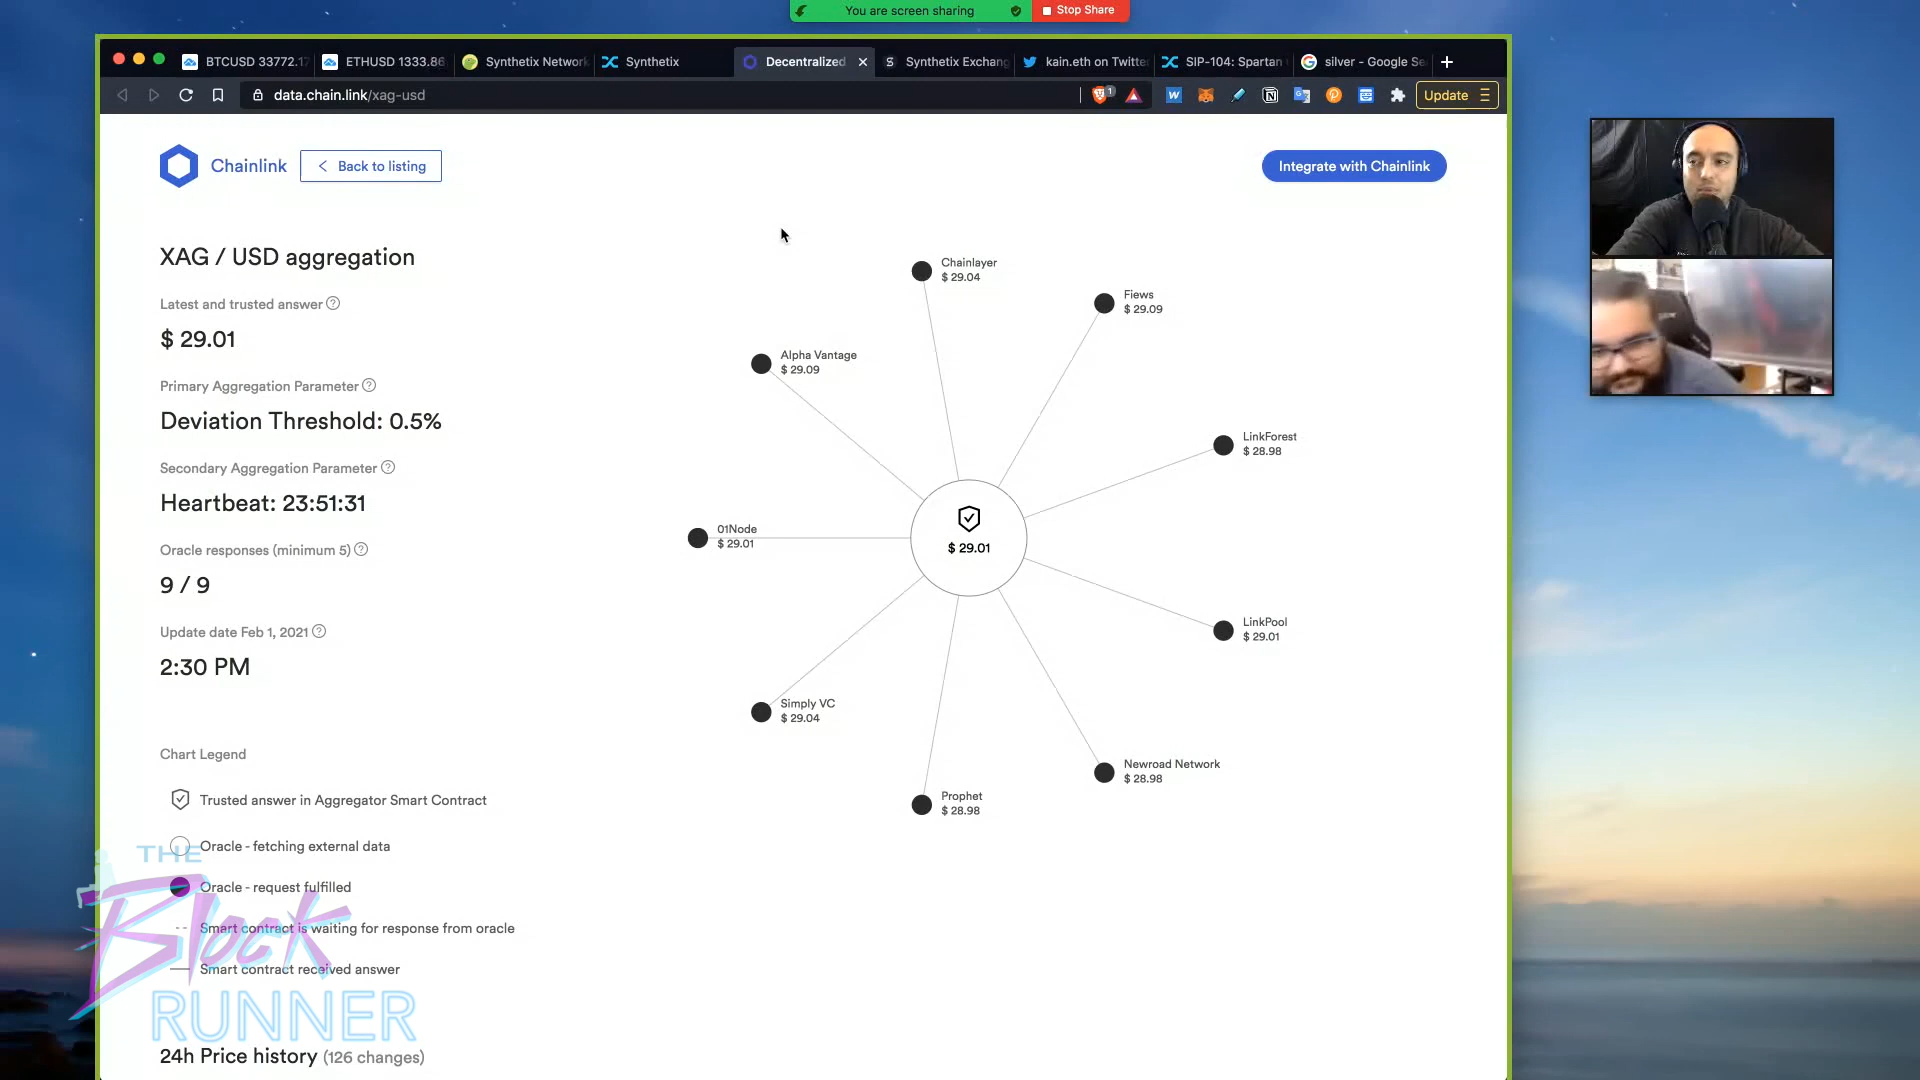 You are screen sharing
Stop Share
BTCUSD 33772.17
ETHUSD 1333.86
Synthetix Network
Synthetix
Decentralized
Synthetix Exchang
kain.eth on Twitte
SIP-104: Spartan
silver - Google Se
data.chain.link/xag-usd
1
Update
Chainlink
Back to listing
Integrate with Chainlink
XAG / USD aggregation
Latest and trusted answer
$ 29.01
Primary Aggregation Parameter
Deviation Threshold: 0.5%
Secondary Aggregation Parameter
Heartbeat: 23:51:31
Oracle responses (minimum 5)
9 / 9
Update date Feb 1, 2021
2:30 PM
Chart Legend
Trusted answer in Aggregator Smart Contract
Oracle - fetching external data
Oracle - request fulfilled
Smart contract is waiting for response from oracle
Smart contract received answer
24h Price history (126 changes)
Chainlayer
$ 29.04
Fiews
$ 29.09
Alpha Vantage
$ 29.09
LinkForest
$ 28.98
01Node
$ 29.01
$ 29.01
LinkPool
$ 29.01
Simply VC
$ 29.04
Newroad Network
$ 28.98
Prophet
$ 28.98
THE
Block
RUNNER